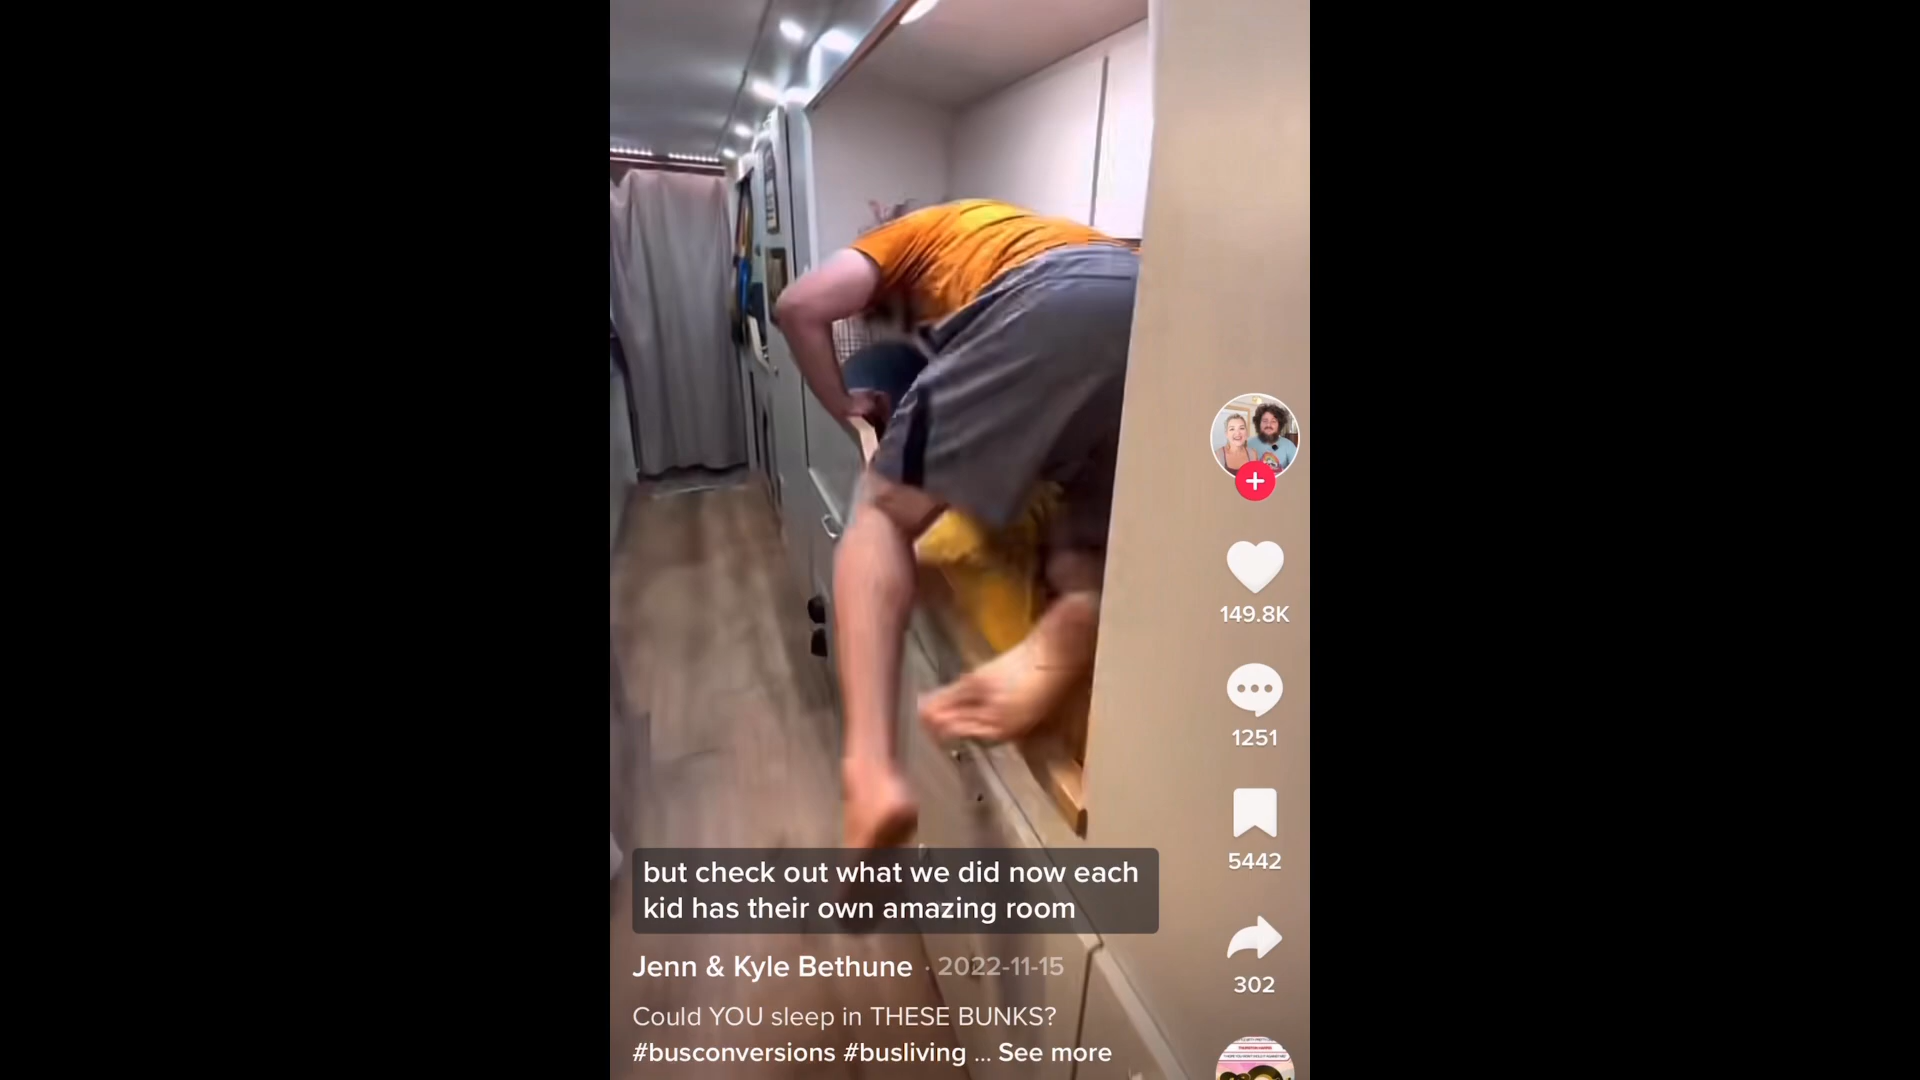 149.8K
1251
5442
302
but check out what we did now each
kid has their own amazing room
Jenn & Kyle Bethune · 2022-11-15
Could YOU sleep in THESE BUNKS?
#busconversions #busliving ... See more